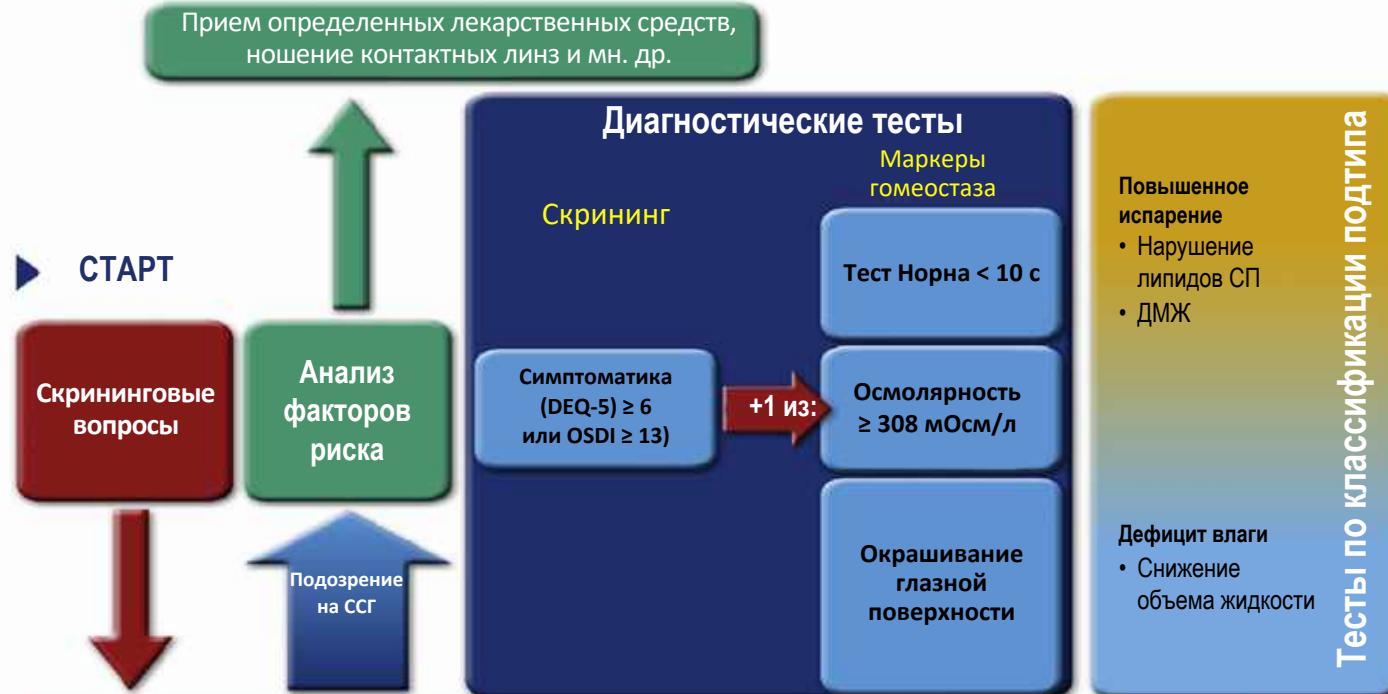 Прием определенных лекарственных средств,
ношение контактных линз и мн. др.
СТАРТ
Скрининговые
вопросы
Анализ
факторов
риска
Подозрение
на ССГ
Диагностические тесты
Скрининг
Симптоматика
(DEQ-5) ≥ 6
или OSDI ≥ 13)
+1 из:
Маркеры
гомеостаза
Тест Норна < 10 с
Осмолярность
≥ 308 мОсм/л
Окрашивание
глазной
поверхности
Повышенное
испарение
• Нарушение
липидов СП
• ДМЖ
Дефицит влаги
• Снижение
объема жидкости
Тесты по классификации подтипа